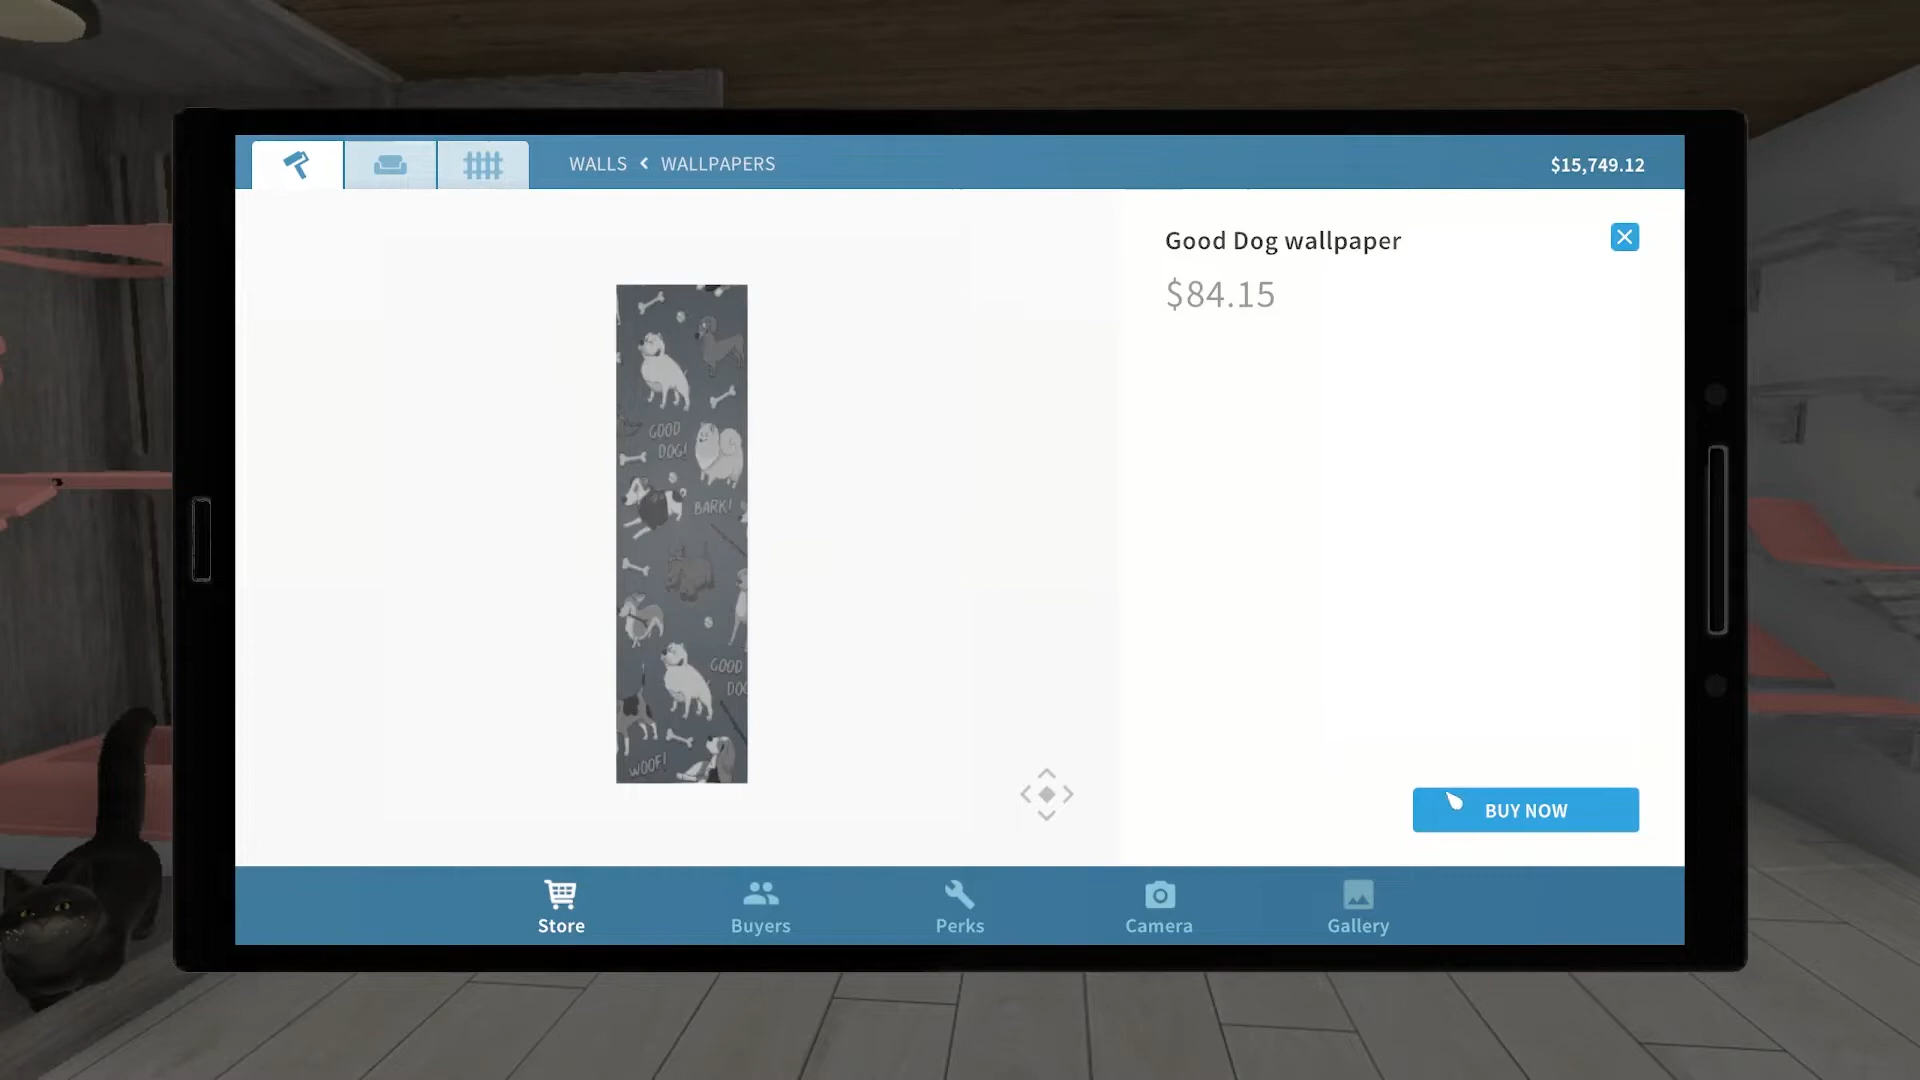 WALLS < WALLPAPERS
$15,749.12
Good Dog wallpaper
$84.15
GOOD
DOG!
BARK!
GOOD
DOG
WOOF!
BUY NOW
Store
Buyers
Perks
Camera
Gallery